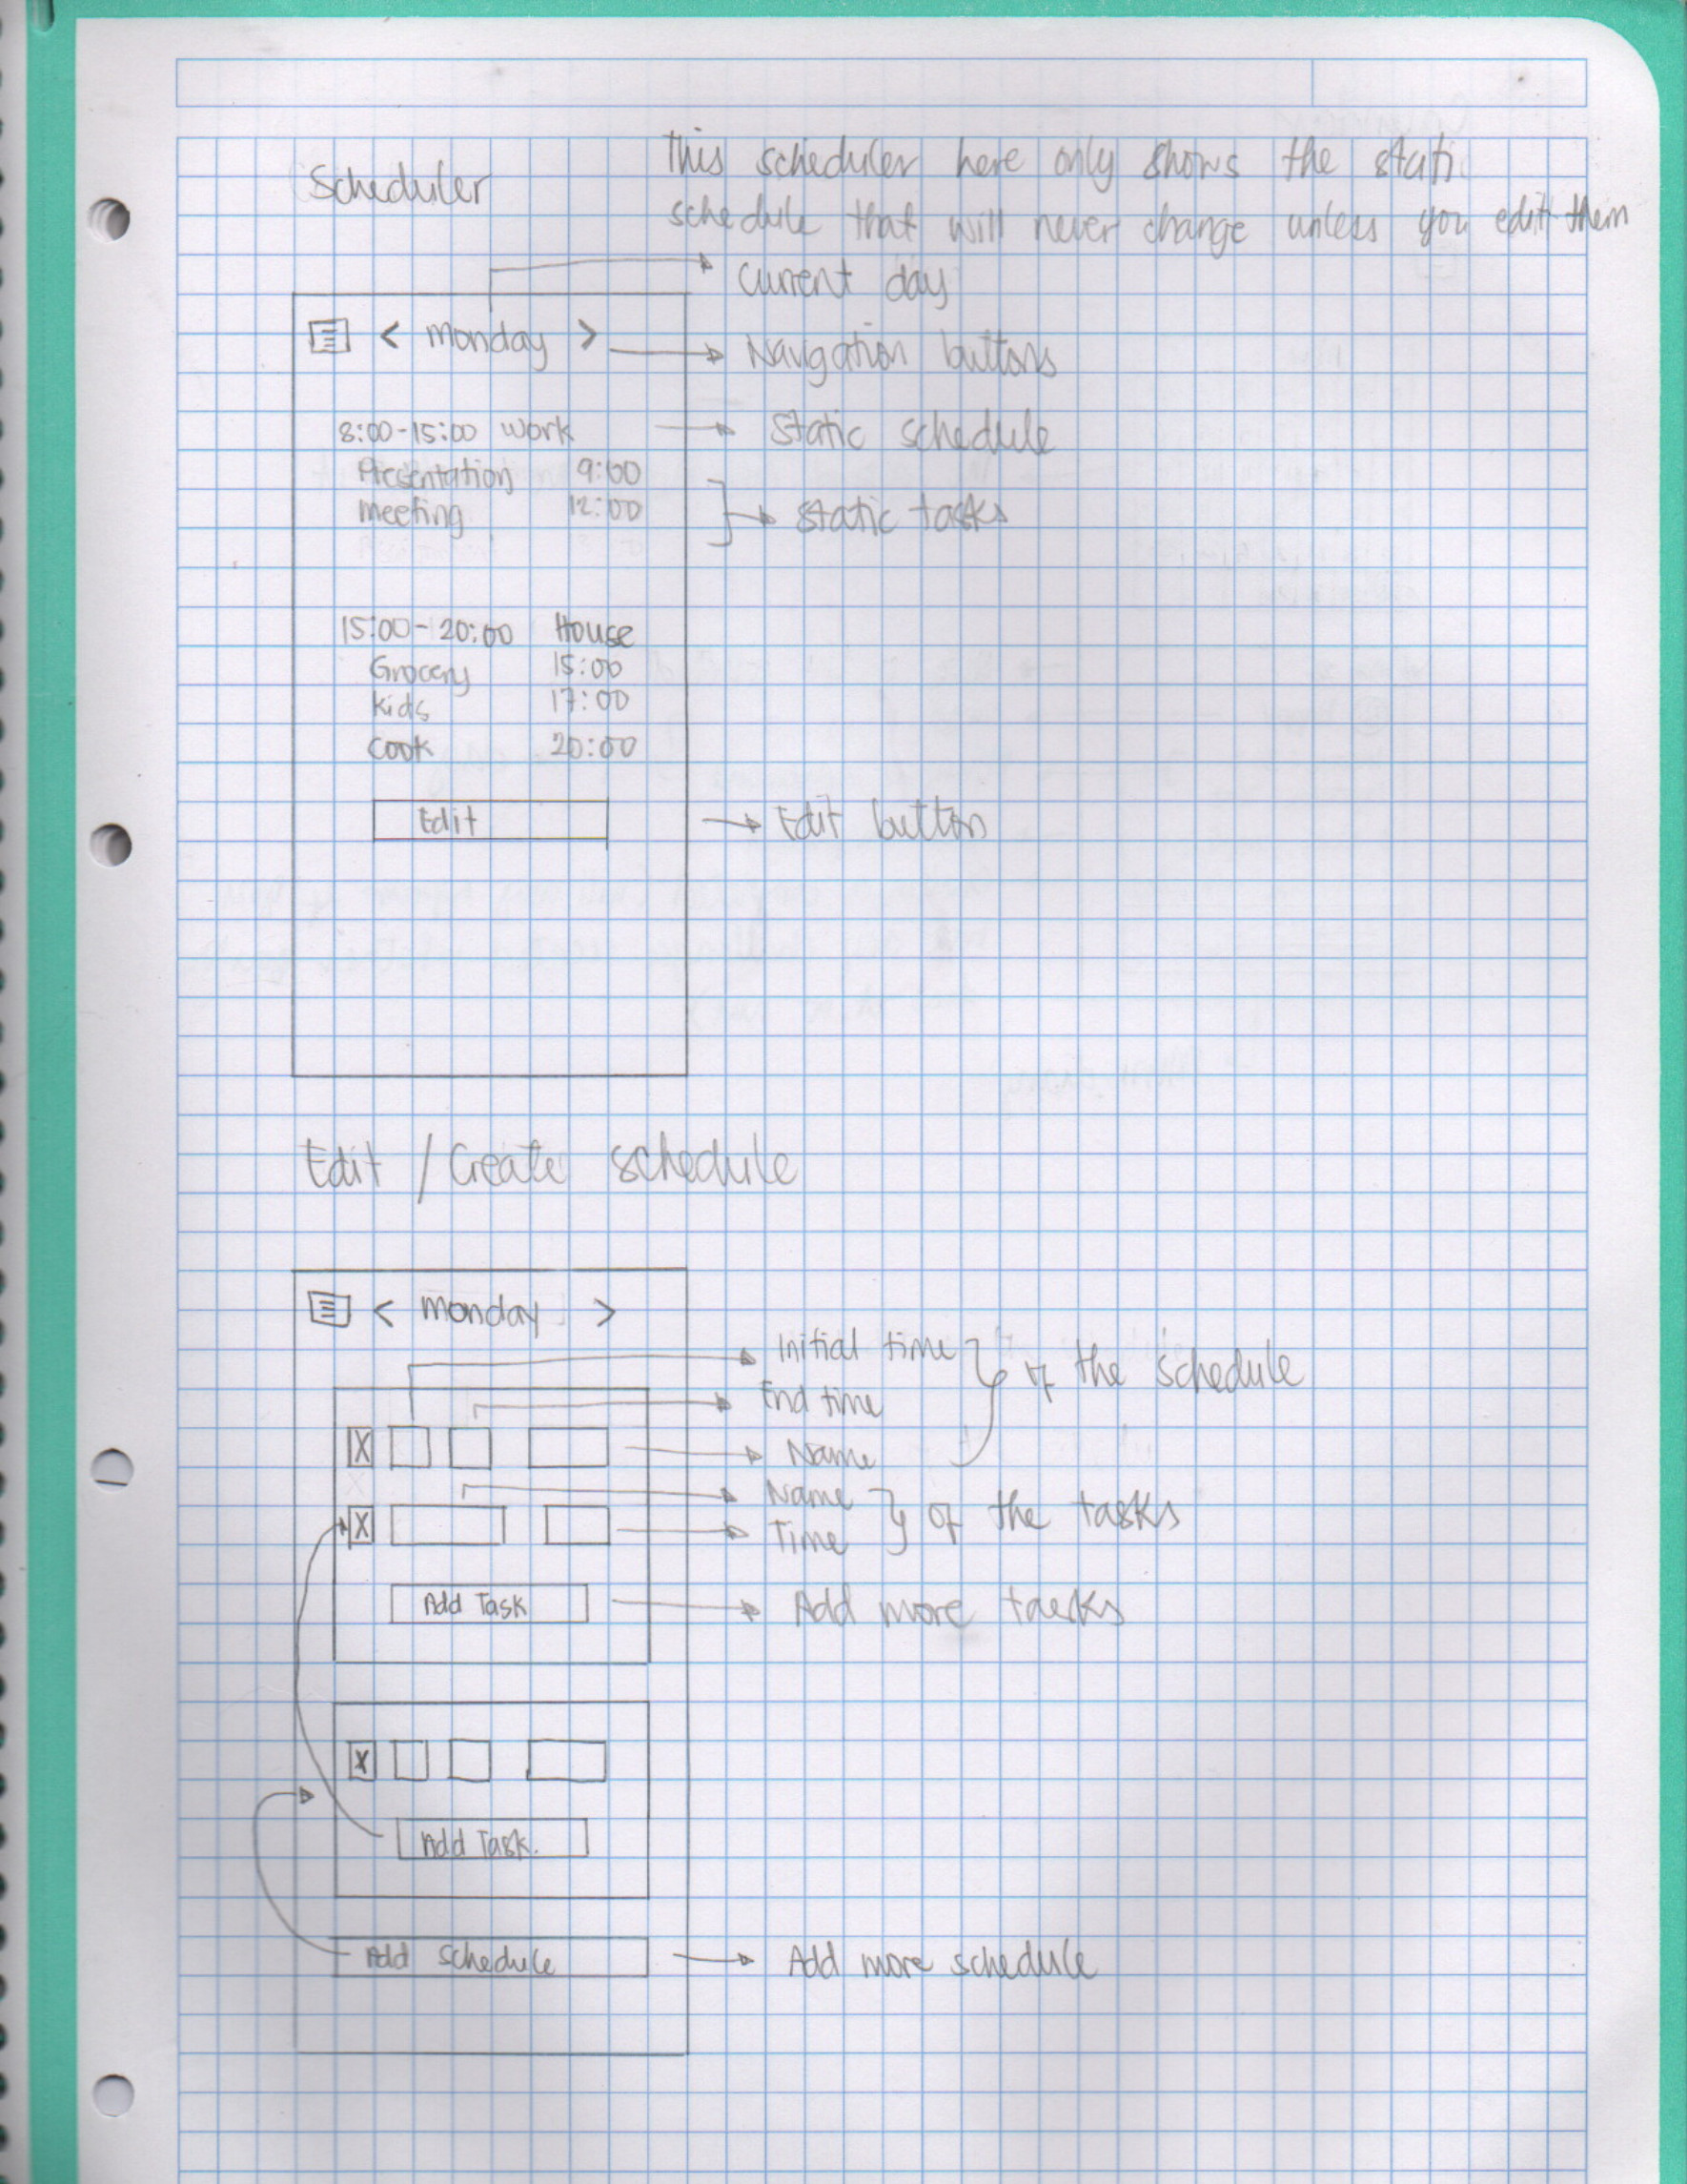 Scheduler
This scheduler here only shows the stati
schedule that will never change unless you edit them
Current day
< monday >
Navigation buttons
8:00-15:00 Work
Static schedule
Presentation 9:00
meeting 12:00
static tasks
15:00-20:00 House
Grocery 15:00
kids 17:00
cook 20:00
Edit
Edit button
Edit / Create schedule
< monday >
Initial time
of the schedule
End time
X
Name
Name
of the tasks
X
Time
Add Task
Add more tasks
X
Add Task.
Add schedule
Add more schedule